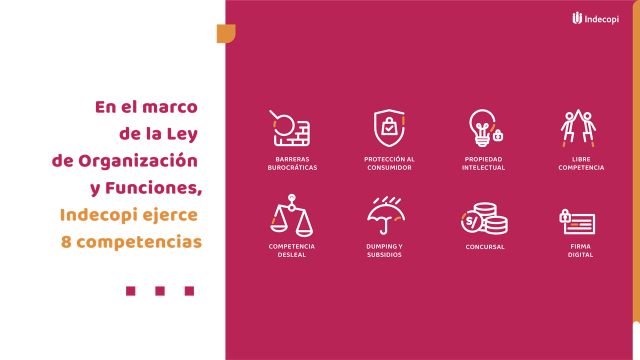 Indecopi
En el marco
de la Ley
de Organización
y Funciones,
Indecopi ejerce
8 competencias
BARRERAS
BUROCRÁTICAS
PROTECCIÓN AL
CONSUMIDOR
PROPIEDAD
INTELECTUAL
LIBRE
COMPETENCIA
COMPETENCIA
DESLEAL
DUMPING Y
SUBSIDIOS
S/
CONCURSAL
FIRMA
DIGITAL